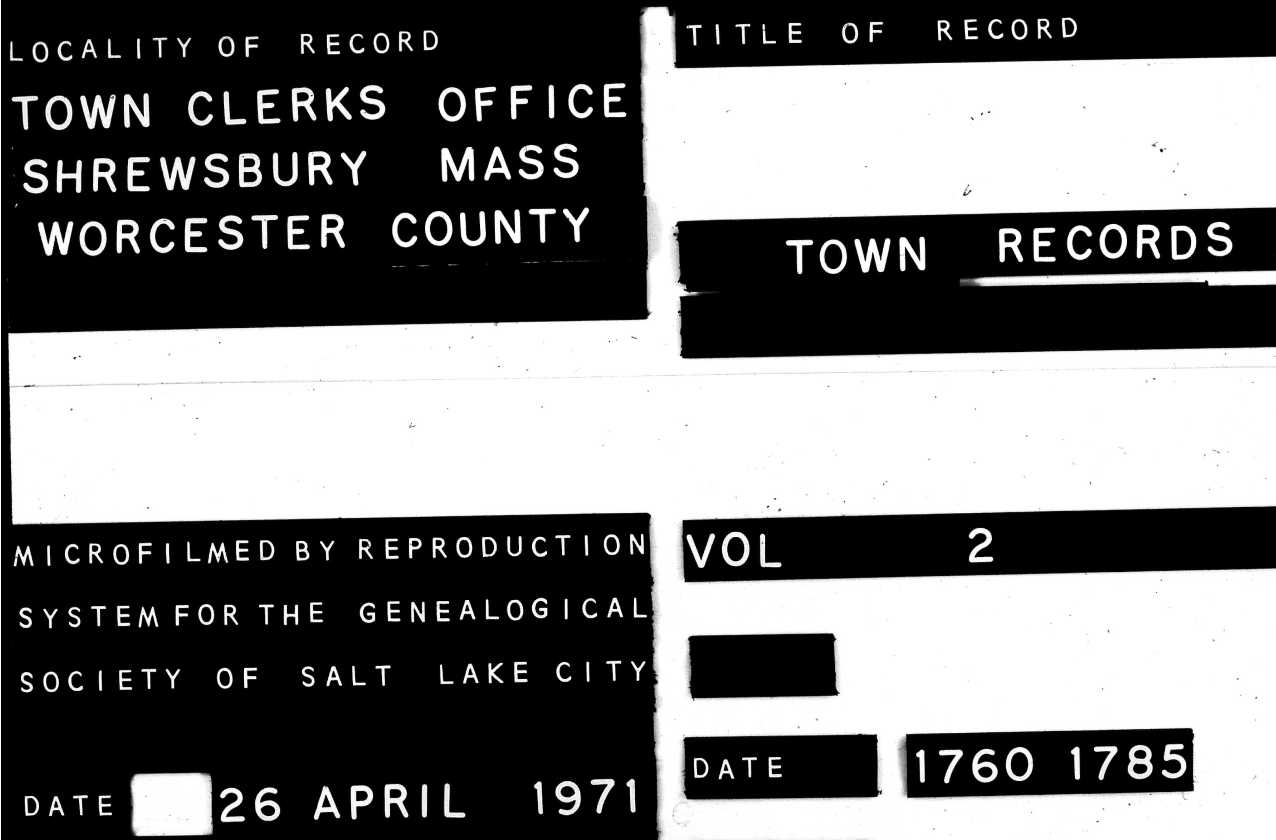 LOCALITY OF RECORD
TOWN CLERKS OFFICE
SHREWSBURY MASS
WORCESTER COUNTY
MICROFILMED BY REPRODUCTION
SYSTEM FOR THE GENEALOGICAL
SOCIETY OF SALT LAKE CITY
DATE 26 APRIL 1971
TITLE OF RECORD
TOWN RECORDS
VOL 2
DATE 1760 1785